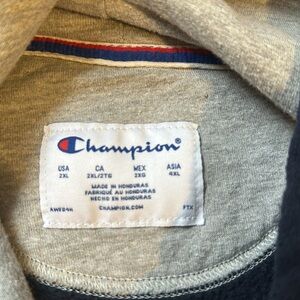 Champion®
USA CA MEX ASIA
2XL 2XL/2TG 2XG 4XL
MADE IN HONDURAS
FABRIQUÉ AU HONDURAS
HECHO EN HONDURAS
CHAMPION.COM PTX